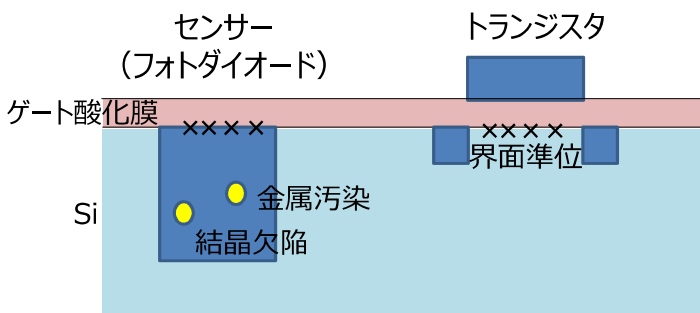 センサー
（フォトダイオード）
トランジスタ
ゲート酸化膜
××××
××××
界面準位
金属汚染
Si
結晶欠陥